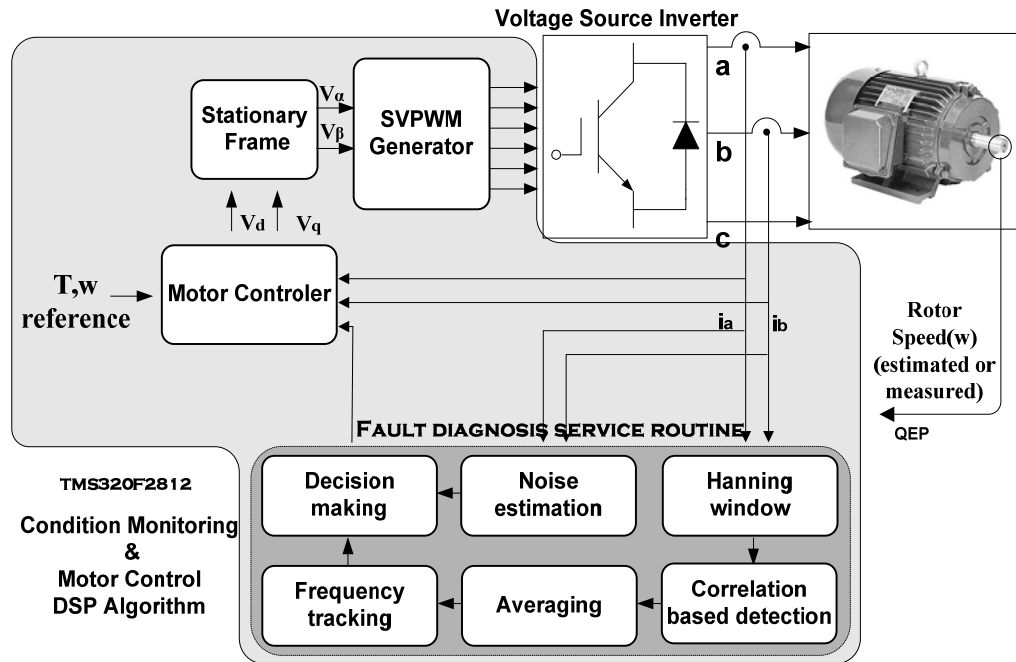 Voltage Source Inverter
Stationary
Frame
Vα
Vβ
SVPWM
Generator
a
b
c
Vd
Vq
T,w
reference
Motor Controler
ia
ib
Rotor
Speed(w)
(estimated or
measured)
QEP
FAULT DIAGNOSIS SERVICE ROUTINE
TMS320F2812
Condition Monitoring
&
Motor Control
DSP Algorithm
Decision
making
Noise
estimation
Hanning
window
Frequency
tracking
Averaging
Correlation
based detection